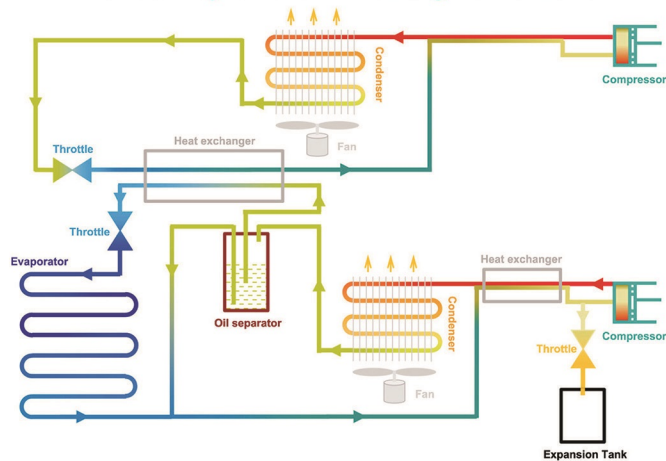 Condenser
Compressor
Fan
Heat exchanger
Throttle
Throttle
Evaporator
Heat exchanger
Oil separator
Condenser
Compressor
Throttle
Fan
Expansion Tank